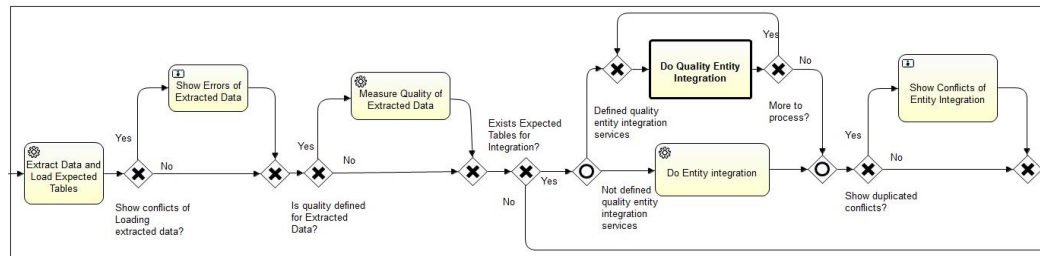 Extract Data and
Load Expected
Tables
Yes
No
Show conflicts of
Loading
extracted data?
Show Errors of
Extracted Data
Yes
No
Is quality defined
for Extracted
Data?
Measure Quality of
Extracted Data
Exists Expected
Tables for
Integration?
Yes
No
Defined quality
entity integration
services
Not defined
quality entity
integration
services
Yes
Do Quality Entity
Integration
No
More to
process?
Do Entity integration
Yes
No
Show duplicated
conflicts?
Show Conflicts of
Entity Integration